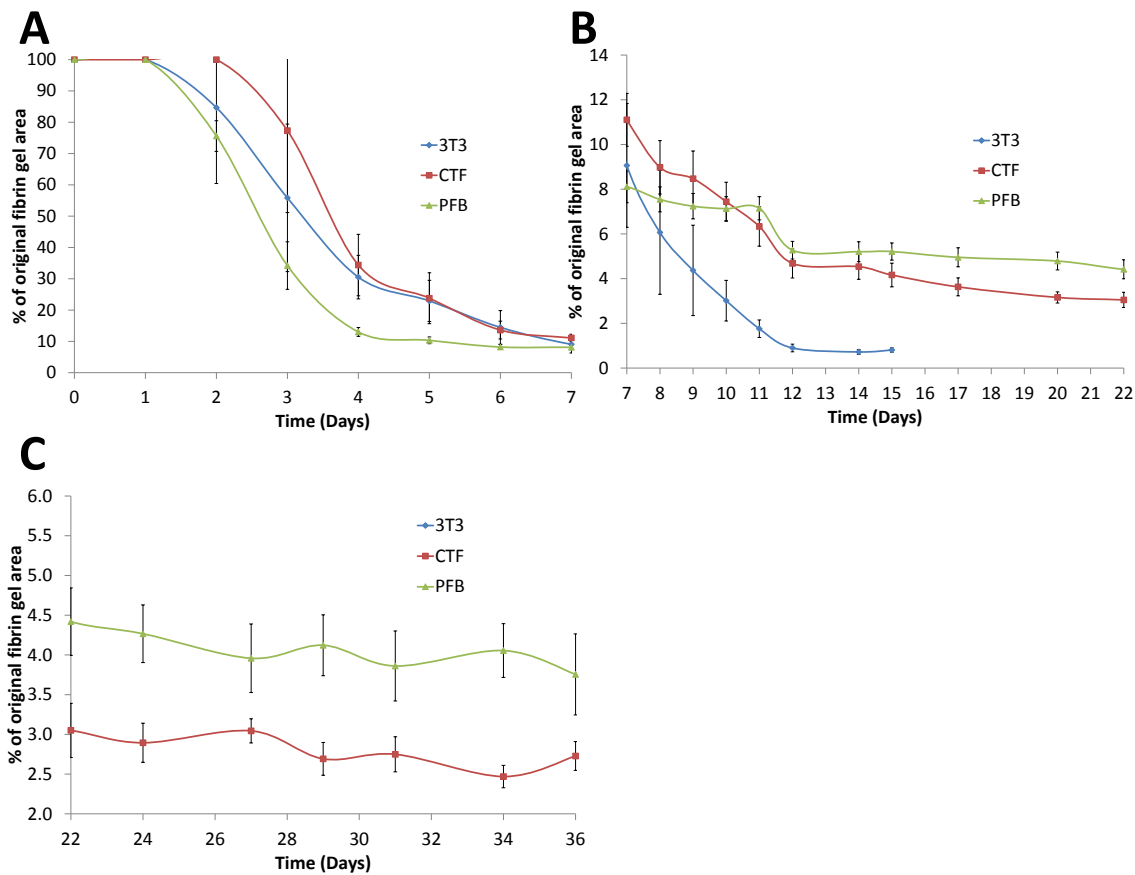 A
% of original fibrin gel area
100
90
80
70
60
50
40
30
20
10
0
0 1 2 3 4 5 6 7
Time (Days)
3T3
CTF
PFB
B
% of original fibrin gel area
14
12
10
8
6
4
2
0
7 8 9 10 11 12 13 14 15 16 17 18 19 20 21 22
Time (Days)
3T3
CTF
PFB
C
% of original fibrin gel area
6.0
5.5
5.0
4.5
4.0
3.5
3.0
2.5
2.0
22 24 26 28 30 32 34 36
Time (Days)
3T3
CTF
PFB